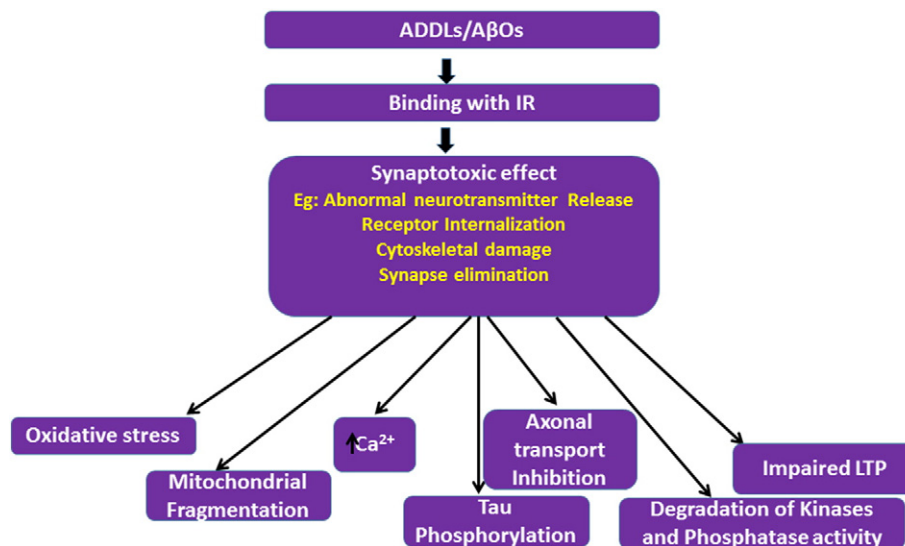 ADDLs/AβOs
Binding with IR
Synaptotoxic effect
Eg: Abnormal neurotransmitter Release
Receptor Internalization
Cytoskeletal damage
Synapse elimination
Oxidative stress
Mitochondrial
Fragmentation
↑Ca²⁺
Tau
Phosphorylation
Axonal
transport
Inhibition
Degradation of Kinases
and Phosphatase activity
Impaired LTP